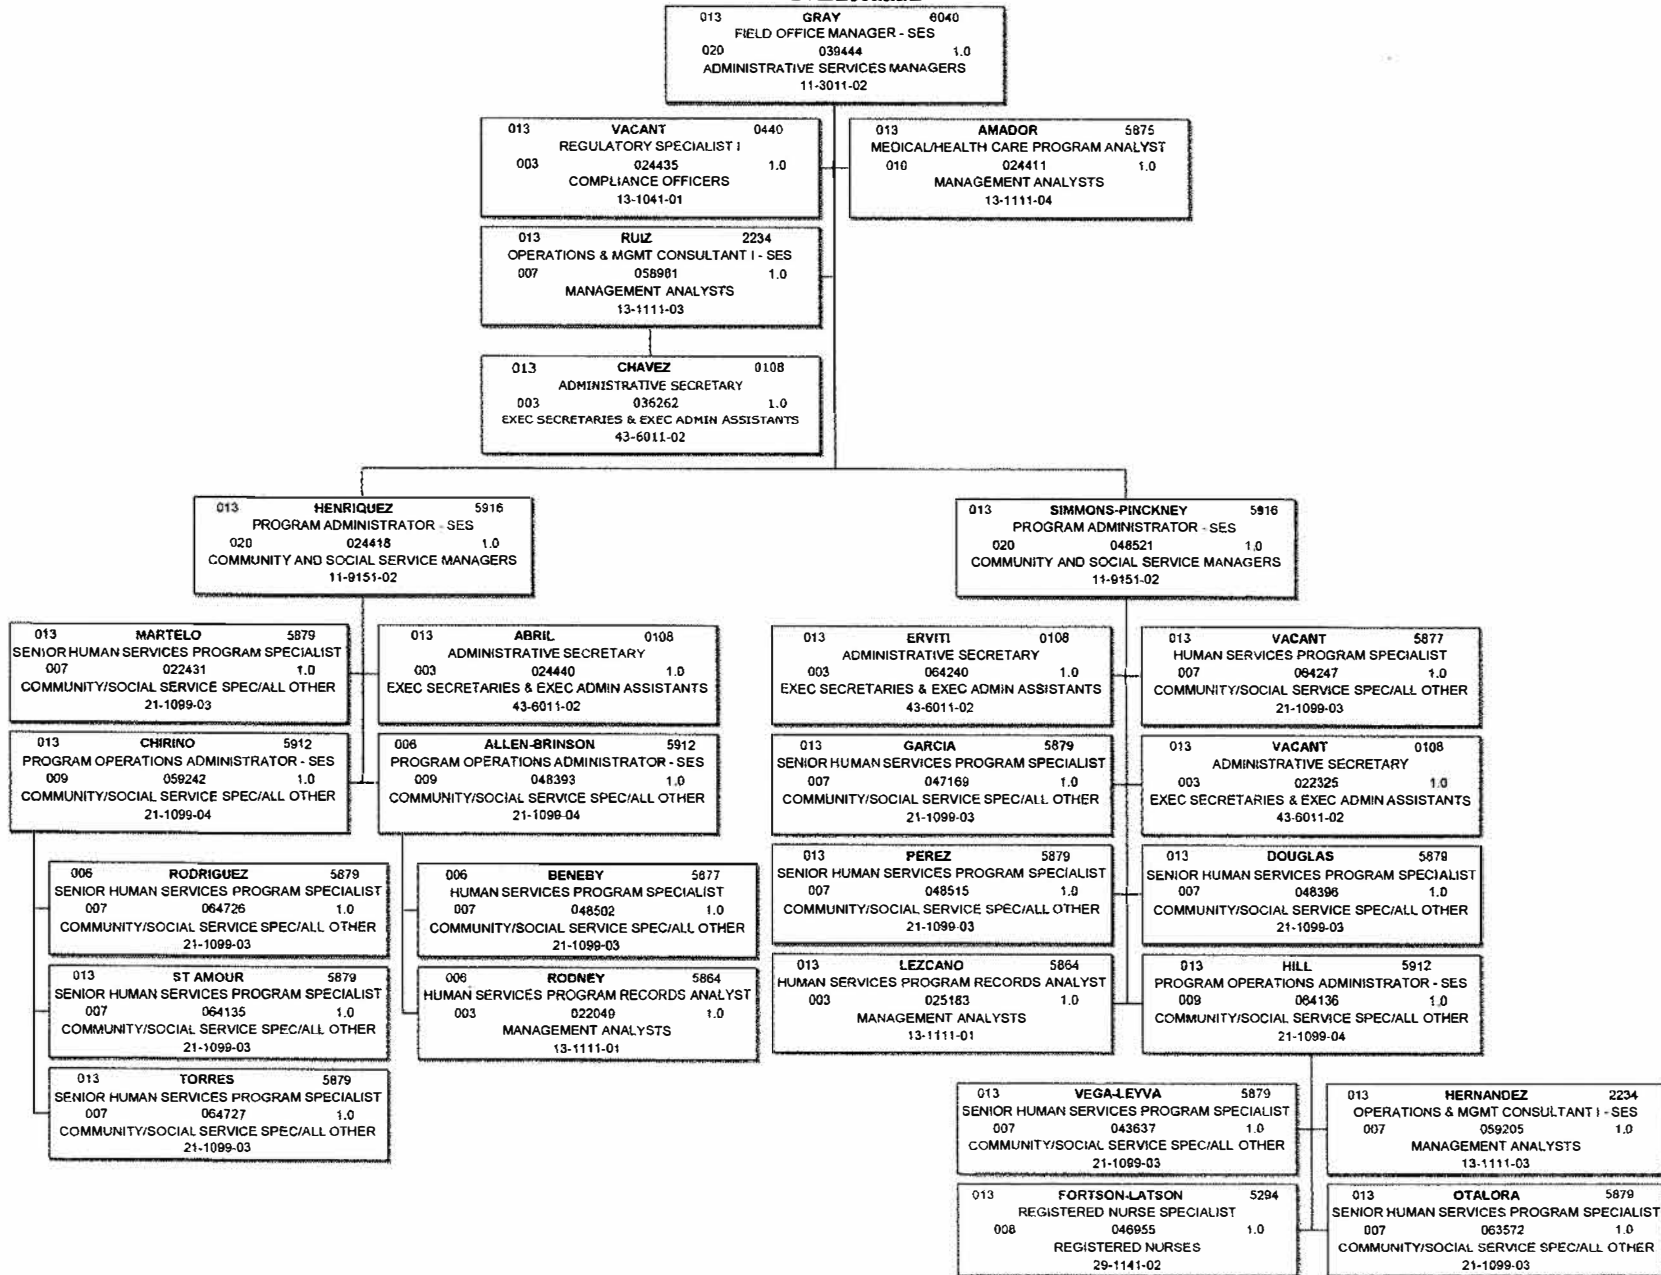 013 GRAY 6040
FIELD OFFICE MANAGER - SES
020 039444 1.0
ADMINISTRATIVE SERVICES MANAGERS
11-3011-02
013 VACANT 0440
REGULATORY SPECIALIST I
003 024435 1.0
COMPLIANCE OFFICERS
13-1041-01
013 AMADOR 5875
MEDICAL/HEALTH CARE PROGRAM ANALYST
010 024411 1.0
MANAGEMENT ANALYSTS
13-1111-04
013 RUIZ 2234
OPERATIONS & MGMT CONSULTANT I - SES
007 058981 1.0
MANAGEMENT ANALYSTS
13-1111-03
013 CHAVEZ 0108
ADMINISTRATIVE SECRETARY
003 036262 1.0
EXEC SECRETARIES & EXEC ADMIN ASSISTANTS
43-6011-02
013 HENRIQUEZ 5916
PROGRAM ADMINISTRATOR - SES
020 024418 1.0
COMMUNITY AND SOCIAL SERVICE MANAGERS
11-9151-02
013 SIMMONS-PINCKNEY 5916
PROGRAM ADMINISTRATOR - SES
020 048521 1.0
COMMUNITY AND SOCIAL SERVICE MANAGERS
11-9151-02
013 MARTELO 5879
SENIOR HUMAN SERVICES PROGRAM SPECIALIST
007 022431 1.0
COMMUNITY/SOCIAL SERVICE SPEC/ALL OTHER
21-1099-03
013 ABRIL 0108
ADMINISTRATIVE SECRETARY
003 024440 1.0
EXEC SECRETARIES & EXEC ADMIN ASSISTANTS
43-6011-02
013 ERVITI 0108
ADMINISTRATIVE SECRETARY
003 064240 1.0
EXEC SECRETARIES & EXEC ADMIN ASSISTANTS
43-6011-02
013 VACANT 5877
HUMAN SERVICES PROGRAM SPECIALIST
007 064247 1.0
COMMUNITY/SOCIAL SERVICE SPEC/ALL OTHER
21-1099-03
013 CHIRINO 5912
PROGRAM OPERATIONS ADMINISTRATOR - SES
009 059242 1.0
COMMUNITY/SOCIAL SERVICE SPEC/ALL OTHER
21-1099-04
006 ALLEN-BRINSON 5912
PROGRAM OPERATIONS ADMINISTRATOR - SES
009 048393 1.0
COMMUNITY/SOCIAL SERVICE SPEC/ALL OTHER
21-1099-04
013 GARCIA 5879
SENIOR HUMAN SERVICES PROGRAM SPECIALIST
007 047169 1.0
COMMUNITY/SOCIAL SERVICE SPEC/ALL OTHER
21-1099-03
013 VACANT 0108
ADMINISTRATIVE SECRETARY
003 022325 1.0
EXEC SECRETARIES & EXEC ADMIN ASSISTANTS
43-6011-02
006 RODRIGUEZ 5879
SENIOR HUMAN SERVICES PROGRAM SPECIALIST
007 064726 1.0
COMMUNITY/SOCIAL SERVICE SPEC/ALL OTHER
21-1099-03
006 BENEBY 5877
HUMAN SERVICES PROGRAM SPECIALIST
007 048502 1.0
COMMUNITY/SOCIAL SERVICE SPEC/ALL OTHER
21-1099-03
013 PEREZ 5879
SENIOR HUMAN SERVICES PROGRAM SPECIALIST
007 048515 1.0
COMMUNITY/SOCIAL SERVICE SPEC/ALL OTHER
21-1099-03
013 DOUGLAS 5879
SENIOR HUMAN SERVICES PROGRAM SPECIALIST
007 048396 1.0
COMMUNITY/SOCIAL SERVICE SPEC/ALL OTHER
21-1099-03
013 ST AMOUR 5879
SENIOR HUMAN SERVICES PROGRAM SPECIALIST
007 064135 1.0
COMMUNITY/SOCIAL SERVICE SPEC/ALL OTHER
21-1099-03
006 RODNEY 5864
HUMAN SERVICES PROGRAM RECORDS ANALYST
003 022049 1.0
MANAGEMENT ANALYSTS
13-1111-01
013 LEZCANO 5864
HUMAN SERVICES PROGRAM RECORDS ANALYST
003 025183 1.0
MANAGEMENT ANALYSTS
13-1111-01
013 HILL 5912
PROGRAM OPERATIONS ADMINISTRATOR - SES
009 064136 1.0
COMMUNITY/SOCIAL SERVICE SPEC/ALL OTHER
21-1099-04
013 TORRES 5879
SENIOR HUMAN SERVICES PROGRAM SPECIALIST
007 064727 1.0
COMMUNITY/SOCIAL SERVICE SPEC/ALL OTHER
21-1099-03
013 VEGA-LEYVA 5879
SENIOR HUMAN SERVICES PROGRAM SPECIALIST
007 043637 1.0
COMMUNITY/SOCIAL SERVICE SPEC/ALL OTHER
21-1099-03
013 HERNANDEZ 2234
OPERATIONS & MGMT CONSULTANT I - SES
007 059205 1.0
MANAGEMENT ANALYSTS
13-1111-03
013 FORTSON-LATSON 5294
REGISTERED NURSE SPECIALIST
008 046955 1.0
REGISTERED NURSES
29-1141-02
013 OTALORA 5879
SENIOR HUMAN SERVICES PROGRAM SPECIALIST
007 063572 1.0
COMMUNITY/SOCIAL SERVICE SPEC/ALL OTHER
21-1099-03